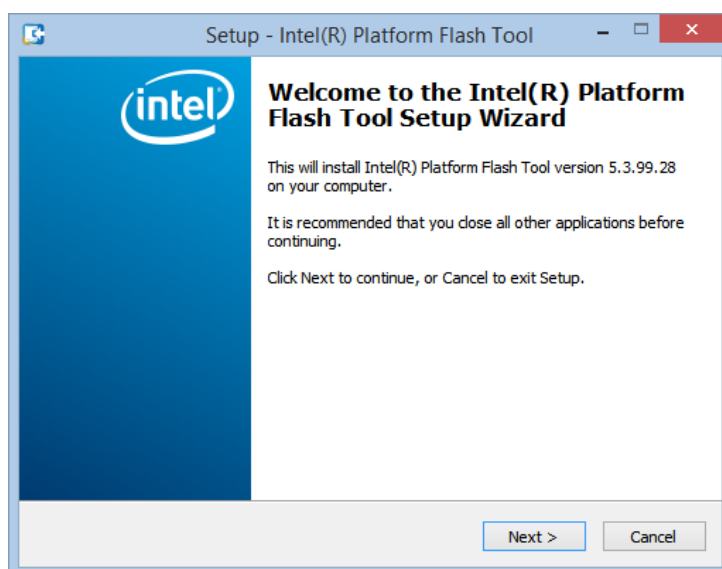 Setup - Intel(R) Platform Flash Tool
intel
Welcome to the Intel(R) Platform
Flash Tool Setup Wizard
This will install Intel(R) Platform Flash Tool version 5.3.99.28
on your computer.
It is recommended that you close all other applications before
continuing.
Click Next to continue, or Cancel to exit Setup.
Next >
Cancel